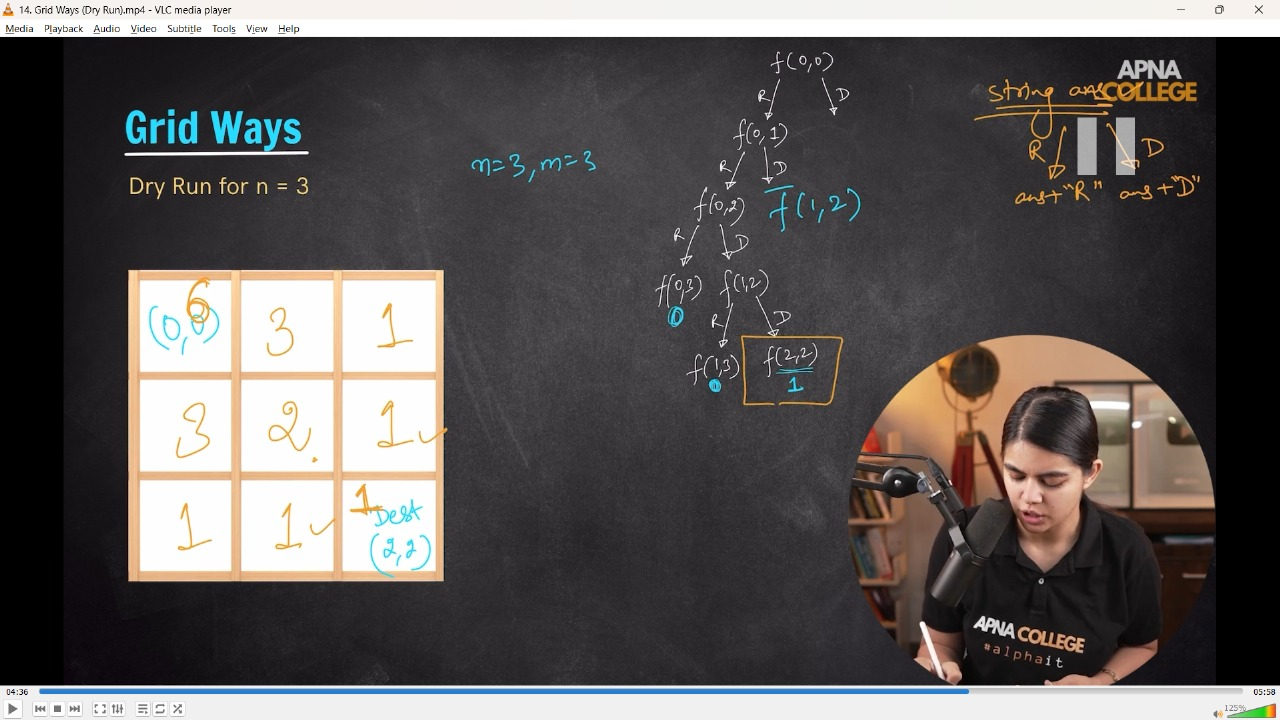 14. Grid Ways (Dry Run).mp4 - VLC media player
Media Playback Audio Video Subtitle Tools View Help
APNA
COLLEGE
Grid Ways
Dry Run for n = 3
n=3, m=3
f(0,0)
R D
f(0,1)
R D
f(0,2) f(1,2)
R D
f(0,3) f(1,2)
0 R D
f(1,3) f(2,2)
0 1
string ans
R D
ans+"R" ans+"D"
6
(0,0) 3 1
3 2 1
1 1 1
Dest
(2,2)
APNA COLLEGE
#alphait
04:36 05:58
125%